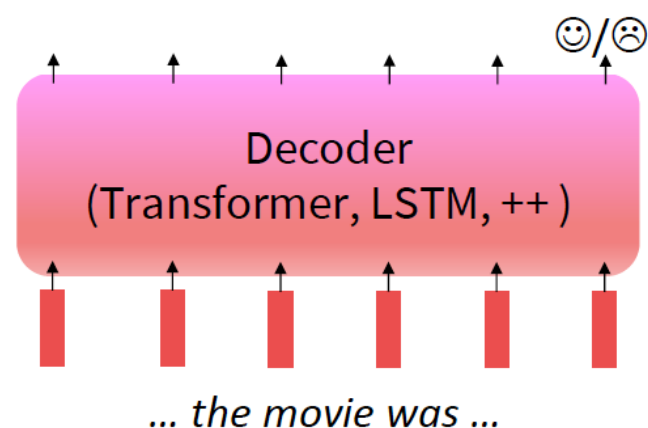 ☺/☹
Decoder
(Transformer, LSTM, ++ )
... the movie was ...